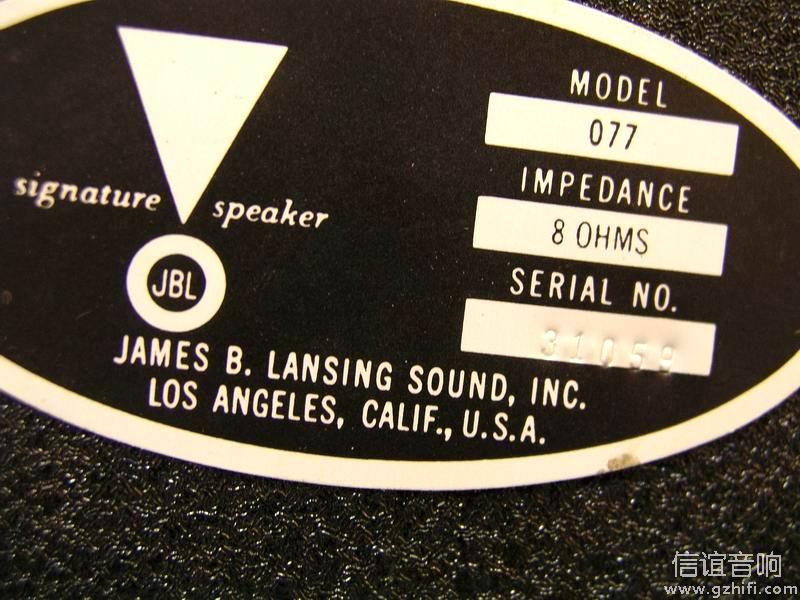 MODEL
077
IMPEDANCE
8 OHMS
SERIAL NO.
31059
signature speaker
JBL
JAMES B. LANSING SOUND, INC.
LOS ANGELES, CALIF., U.S.A.
信谊音响
www.gzhifi.com